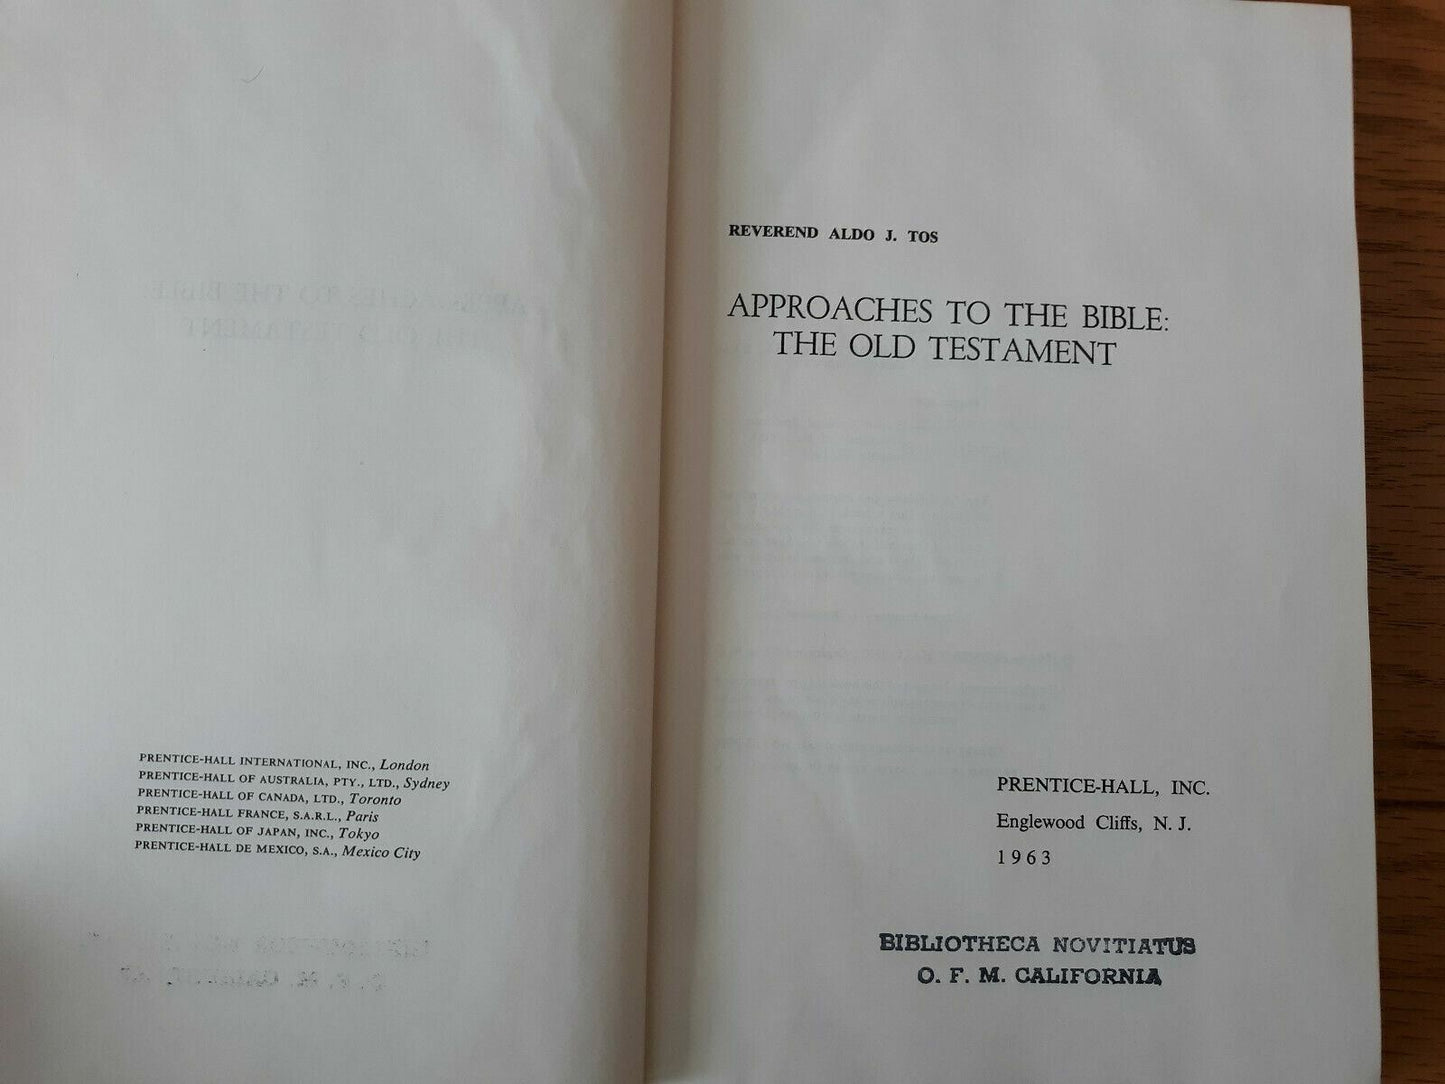 PRENTICE-HALL INTERNATIONAL, INC., London
PRENTICE-HALL OF AUSTRALIA, PTY., LTD., Sydney
PRENTICE-HALL OF CANADA, LTD., Toronto
PRENTICE-HALL FRANCE, S.A.R.L., Paris
PRENTICE-HALL OF JAPAN, INC., Tokyo
PRENTICE-HALL DE MEXICO, S.A., Mexico City
REVEREND ALDO J. TOS
APPROACHES TO THE BIBLE:
THE OLD TESTAMENT
PRENTICE-HALL, INC.
Englewood Cliffs, N. J.
1963
BIBLIOTHECA NOVITIATUS
O. F. M. CALIFORNIA